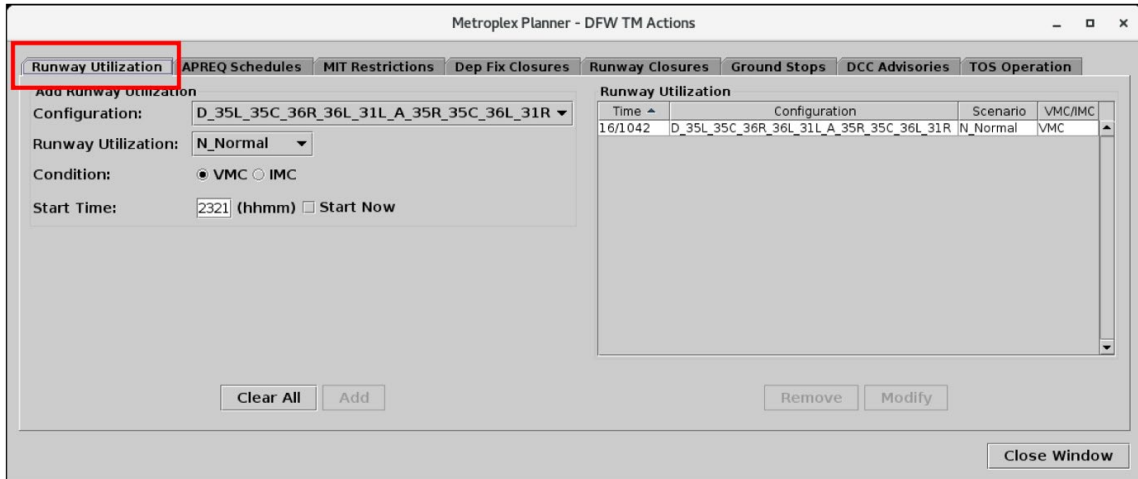 Metroplex Planner - DFW TM Actions
Runway Utilization APREQ Schedules MIT Restrictions Dep Fix Closures Runway Closures Ground Stops DCC Advisories TOS Operation
Add Runway Utilization
Configuration: D_35L_35C_36R_36L_31L_A_35R_35C_36L_31R
Runway Utilization: N_Normal
Condition: VMC IMC
Start Time: 2321 (hhmm) Start Now
Clear All Add
Runway Utilization
Time Configuration Scenario VMC/IMC
16/1042 D_35L_35C_36R_36L_31L_A_35R_35C_36L_31R N_Normal VMC
Remove Modify
Close Window